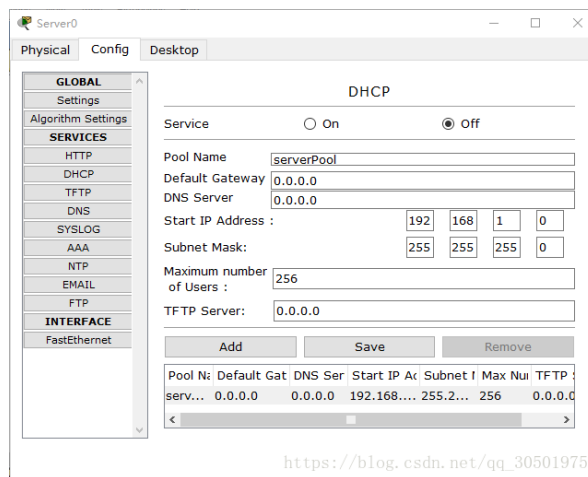 Server0
Physical Config Desktop
GLOBAL
Settings
Algorithm Settings
SERVICES
HTTP
DHCP
TFTP
DNS
SYSLOG
AAA
NTP
EMAIL
FTP
INTERFACE
FastEthernet
DHCP
Service On Off
Pool Name serverPool
Default Gateway 0.0.0.0
DNS Server 0.0.0.0
Start IP Address : 192 168 1 0
Subnet Mask: 255 255 255 0
Maximum number
of Users : 256
TFTP Server: 0.0.0.0
Add Save Remove
Pool Na Default Gat DNS Ser Start IP Ac Subnet M Max Nur TFTP S
serv... 0.0.0.0 0.0.0.0 192.168.... 255.2... 256 0.0.0.0
https://blog.csdn.net/qq_30501975